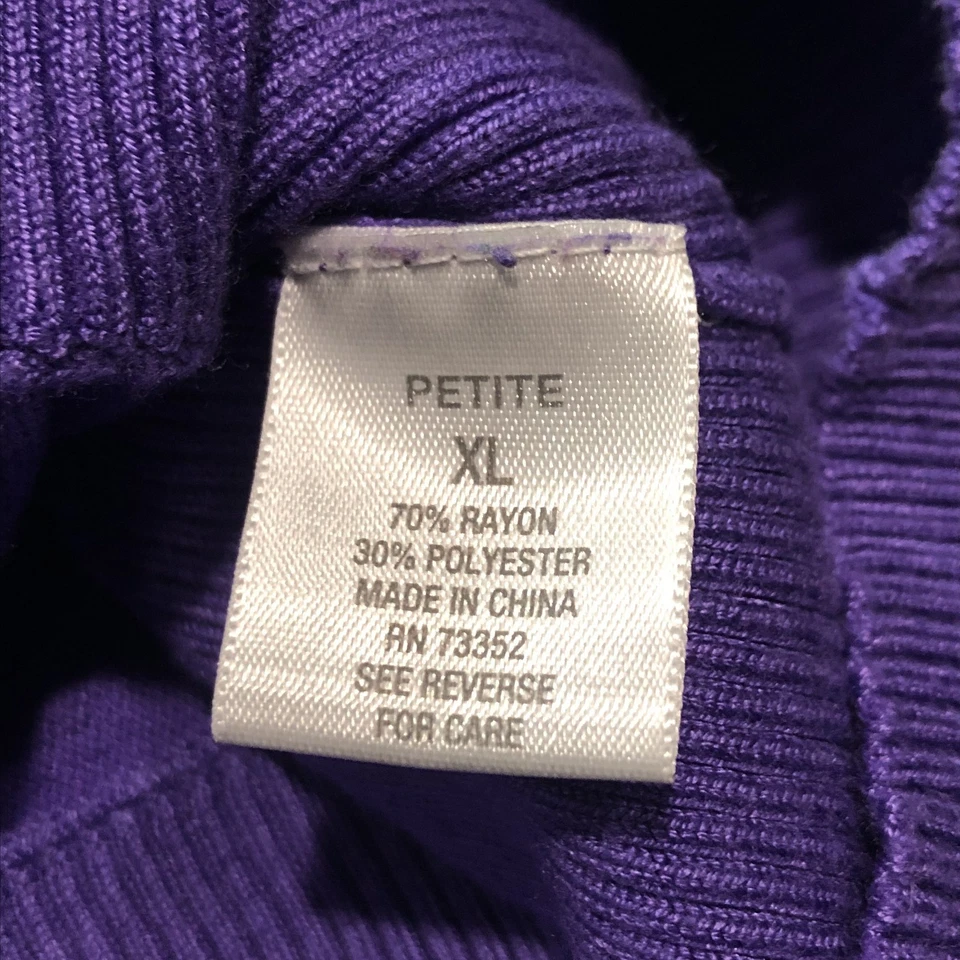 PETITE
XL
70% RAYON
30% POLYESTER
MADE IN CHINA
RN 73352
SEE REVERSE
FOR CARE